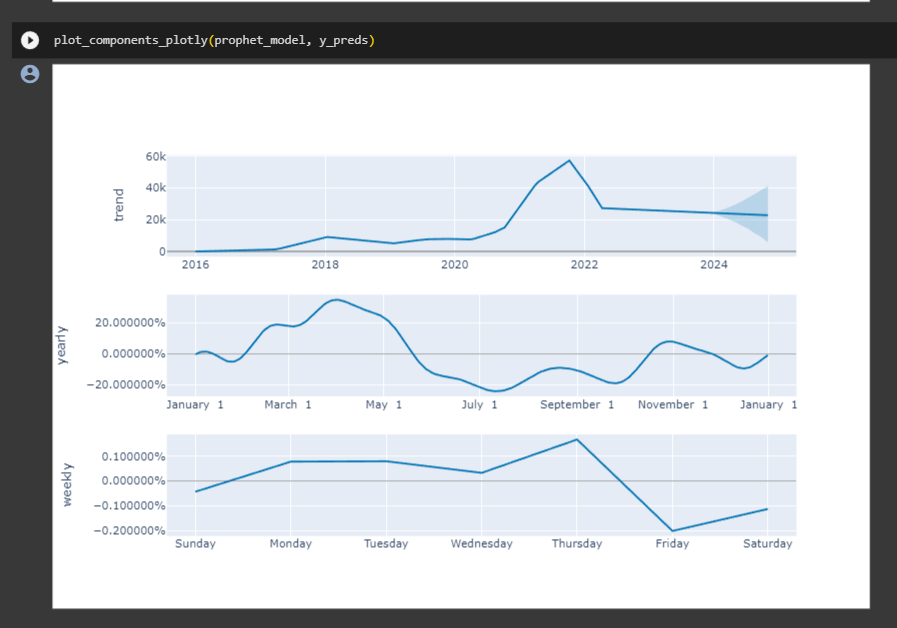 plot_components_plotly(prophet_model, y_preds)
60k
40k
20k
0
trend
2016 2018 2020 2022 2024
20.000000%
0.000000%
−20.000000%
yearly
January 1 March 1 May 1 July 1 September 1 November 1 January 1
0.100000%
0.000000%
−0.100000%
−0.200000%
weekly
Sunday Monday Tuesday Wednesday Thursday Friday Saturday